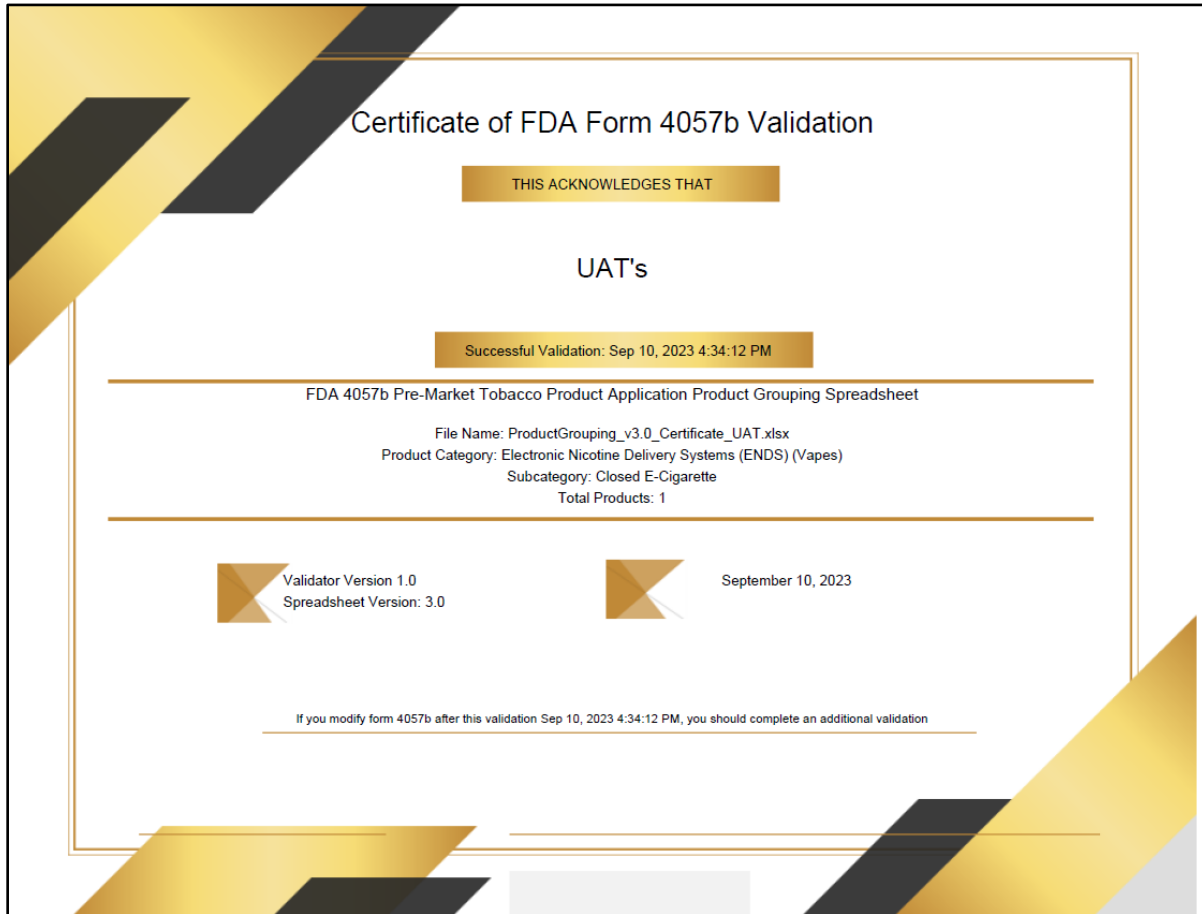 Certificate of FDA Form 4057b Validation
THIS ACKNOWLEDGES THAT
UAT's
Successful Validation: Sep 10, 2023 4:34:12 PM
FDA 4057b Pre-Market Tobacco Product Application Product Grouping Spreadsheet
File Name: ProductGrouping_v3.0_Certificate_UAT.xlsx
Product Category: Electronic Nicotine Delivery Systems (ENDS) (Vapes)
Subcategory: Closed E-Cigarette
Total Products: 1
Validator Version 1.0
Spreadsheet Version: 3.0
September 10, 2023
If you modify form 4057b after this validation Sep 10, 2023 4:34:12 PM, you should complete an additional validation